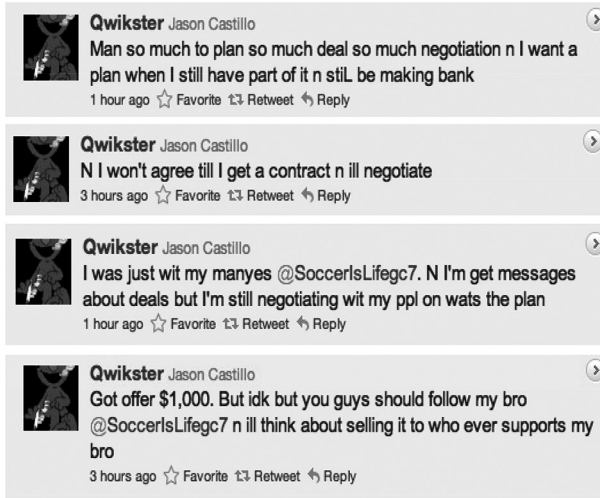 Qwikster Jason Castillo
Man so much to plan so much deal so much negotiation n I want a
plan when I still have part of it n stiL be making bank
1 hour ago Favorite Retweet Reply
Qwikster Jason Castillo
N I won't agree till I get a contract n ill negotiate
3 hours ago Favorite Retweet Reply
Qwikster Jason Castillo
I was just wit my manyes @SoccerIsLifegc7. N I'm get messages
about deals but I'm still negotiating wit my ppl on wats the plan
1 hour ago Favorite Retweet Reply
Qwikster Jason Castillo
Got offer $1,000. But idk but you guys should follow my bro
@SoccerIsLifegc7 n ill think about selling it to who ever supports my
bro
3 hours ago Favorite Retweet Reply